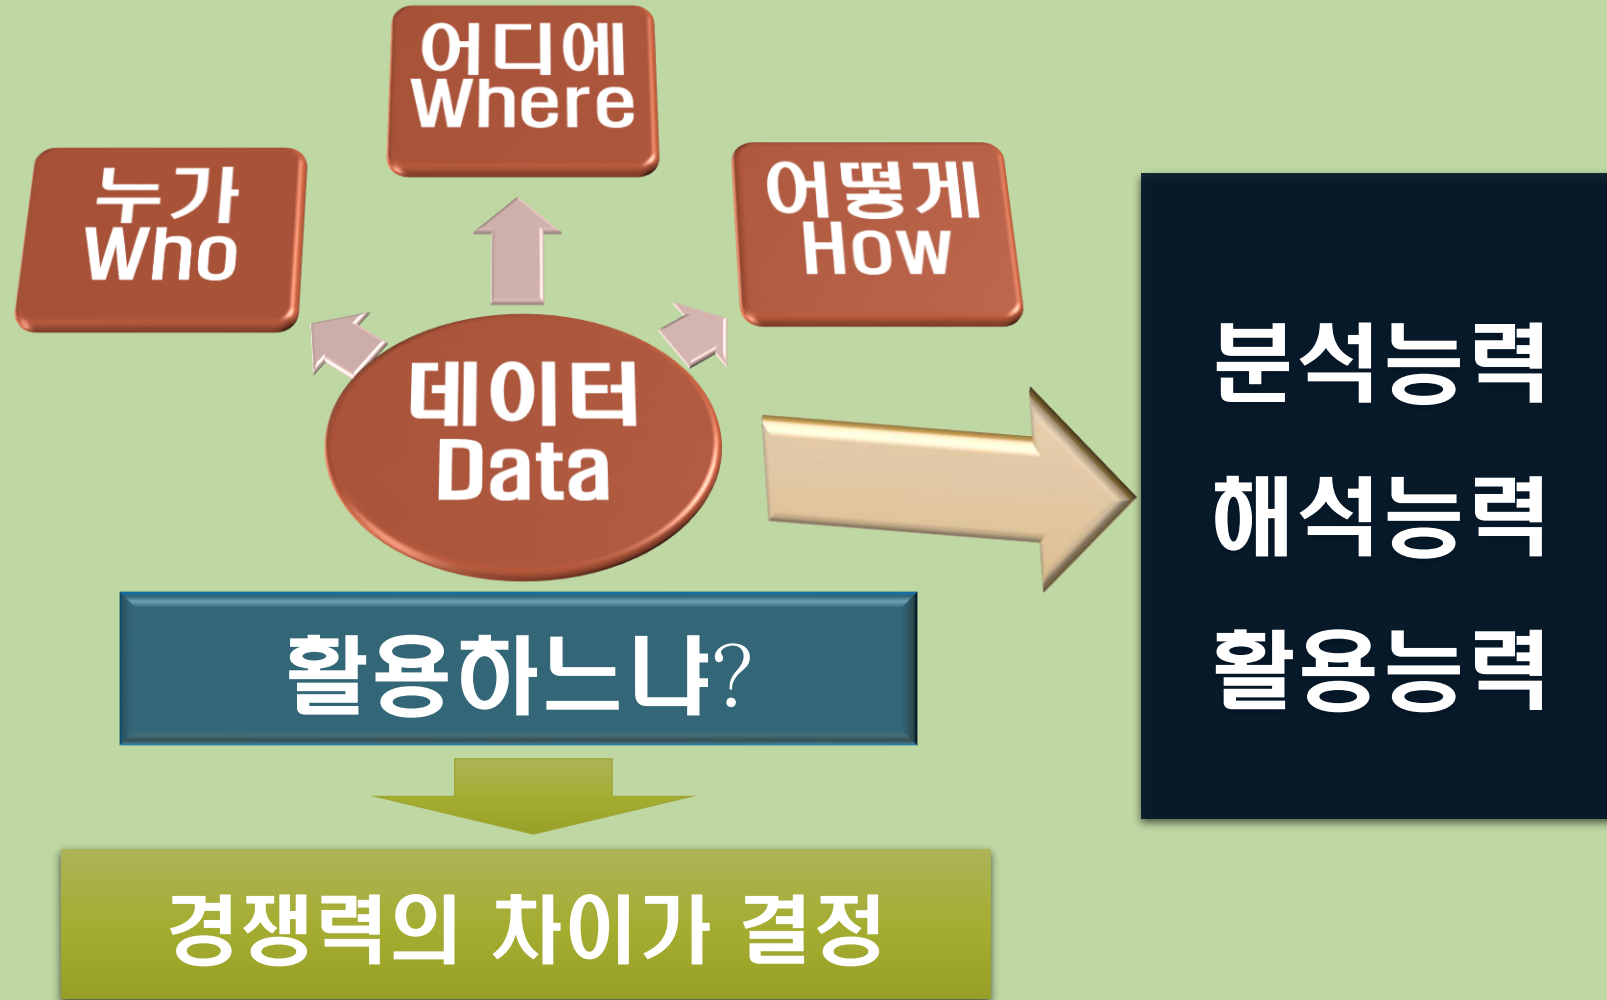 누가
Who
어디에
Where
어떻게
How
데이터
Data
활용하느냐?
경쟁력의 차이가 결정
분석능력
해석능력
활용능력